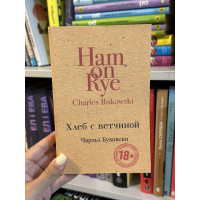 Ham
on
Rye
Charles Bukowski
Хлеб с ветчиной
Чарльз Буковски
18+